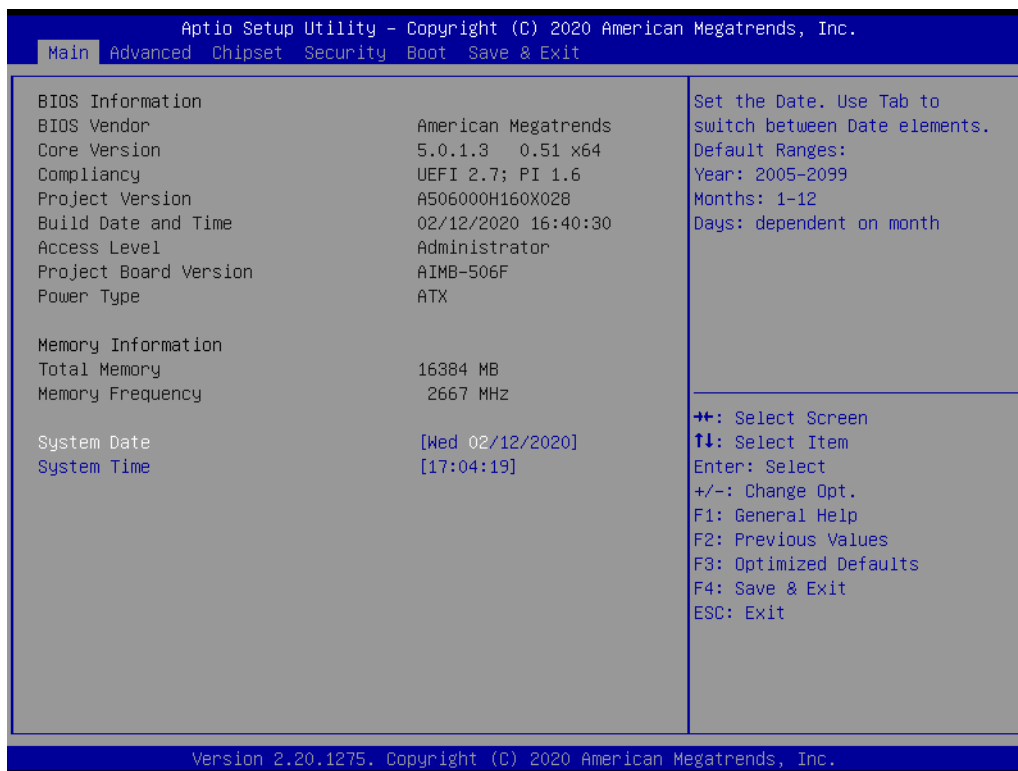 Aptio Setup Utility – Copyright (C) 2020 American Megatrends, Inc.
Main Advanced Chipset Security Boot Save & Exit
BIOS Information
BIOS Vendor American Megatrends
Core Version 5.0.1.3 0.51 x64
Compliancy UEFI 2.7; PI 1.6
Project Version A506000H160X028
Build Date and Time 02/12/2020 16:40:30
Access Level Administrator
Project Board Version AIMB-506F
Power Type ATX
Memory Information
Total Memory 16384 MB
Memory Frequency 2667 MHz
System Date [Wed 02/12/2020]
System Time [17:04:19]
Set the Date. Use Tab to
switch between Date elements.
Default Ranges:
Year: 2005-2099
Months: 1-12
Days: dependent on month
→←: Select Screen
↑↓: Select Item
Enter: Select
+/-: Change Opt.
F1: General Help
F2: Previous Values
F3: Optimized Defaults
F4: Save & Exit
ESC: Exit
Version 2.20.1275. Copyright (C) 2020 American Megatrends, Inc.